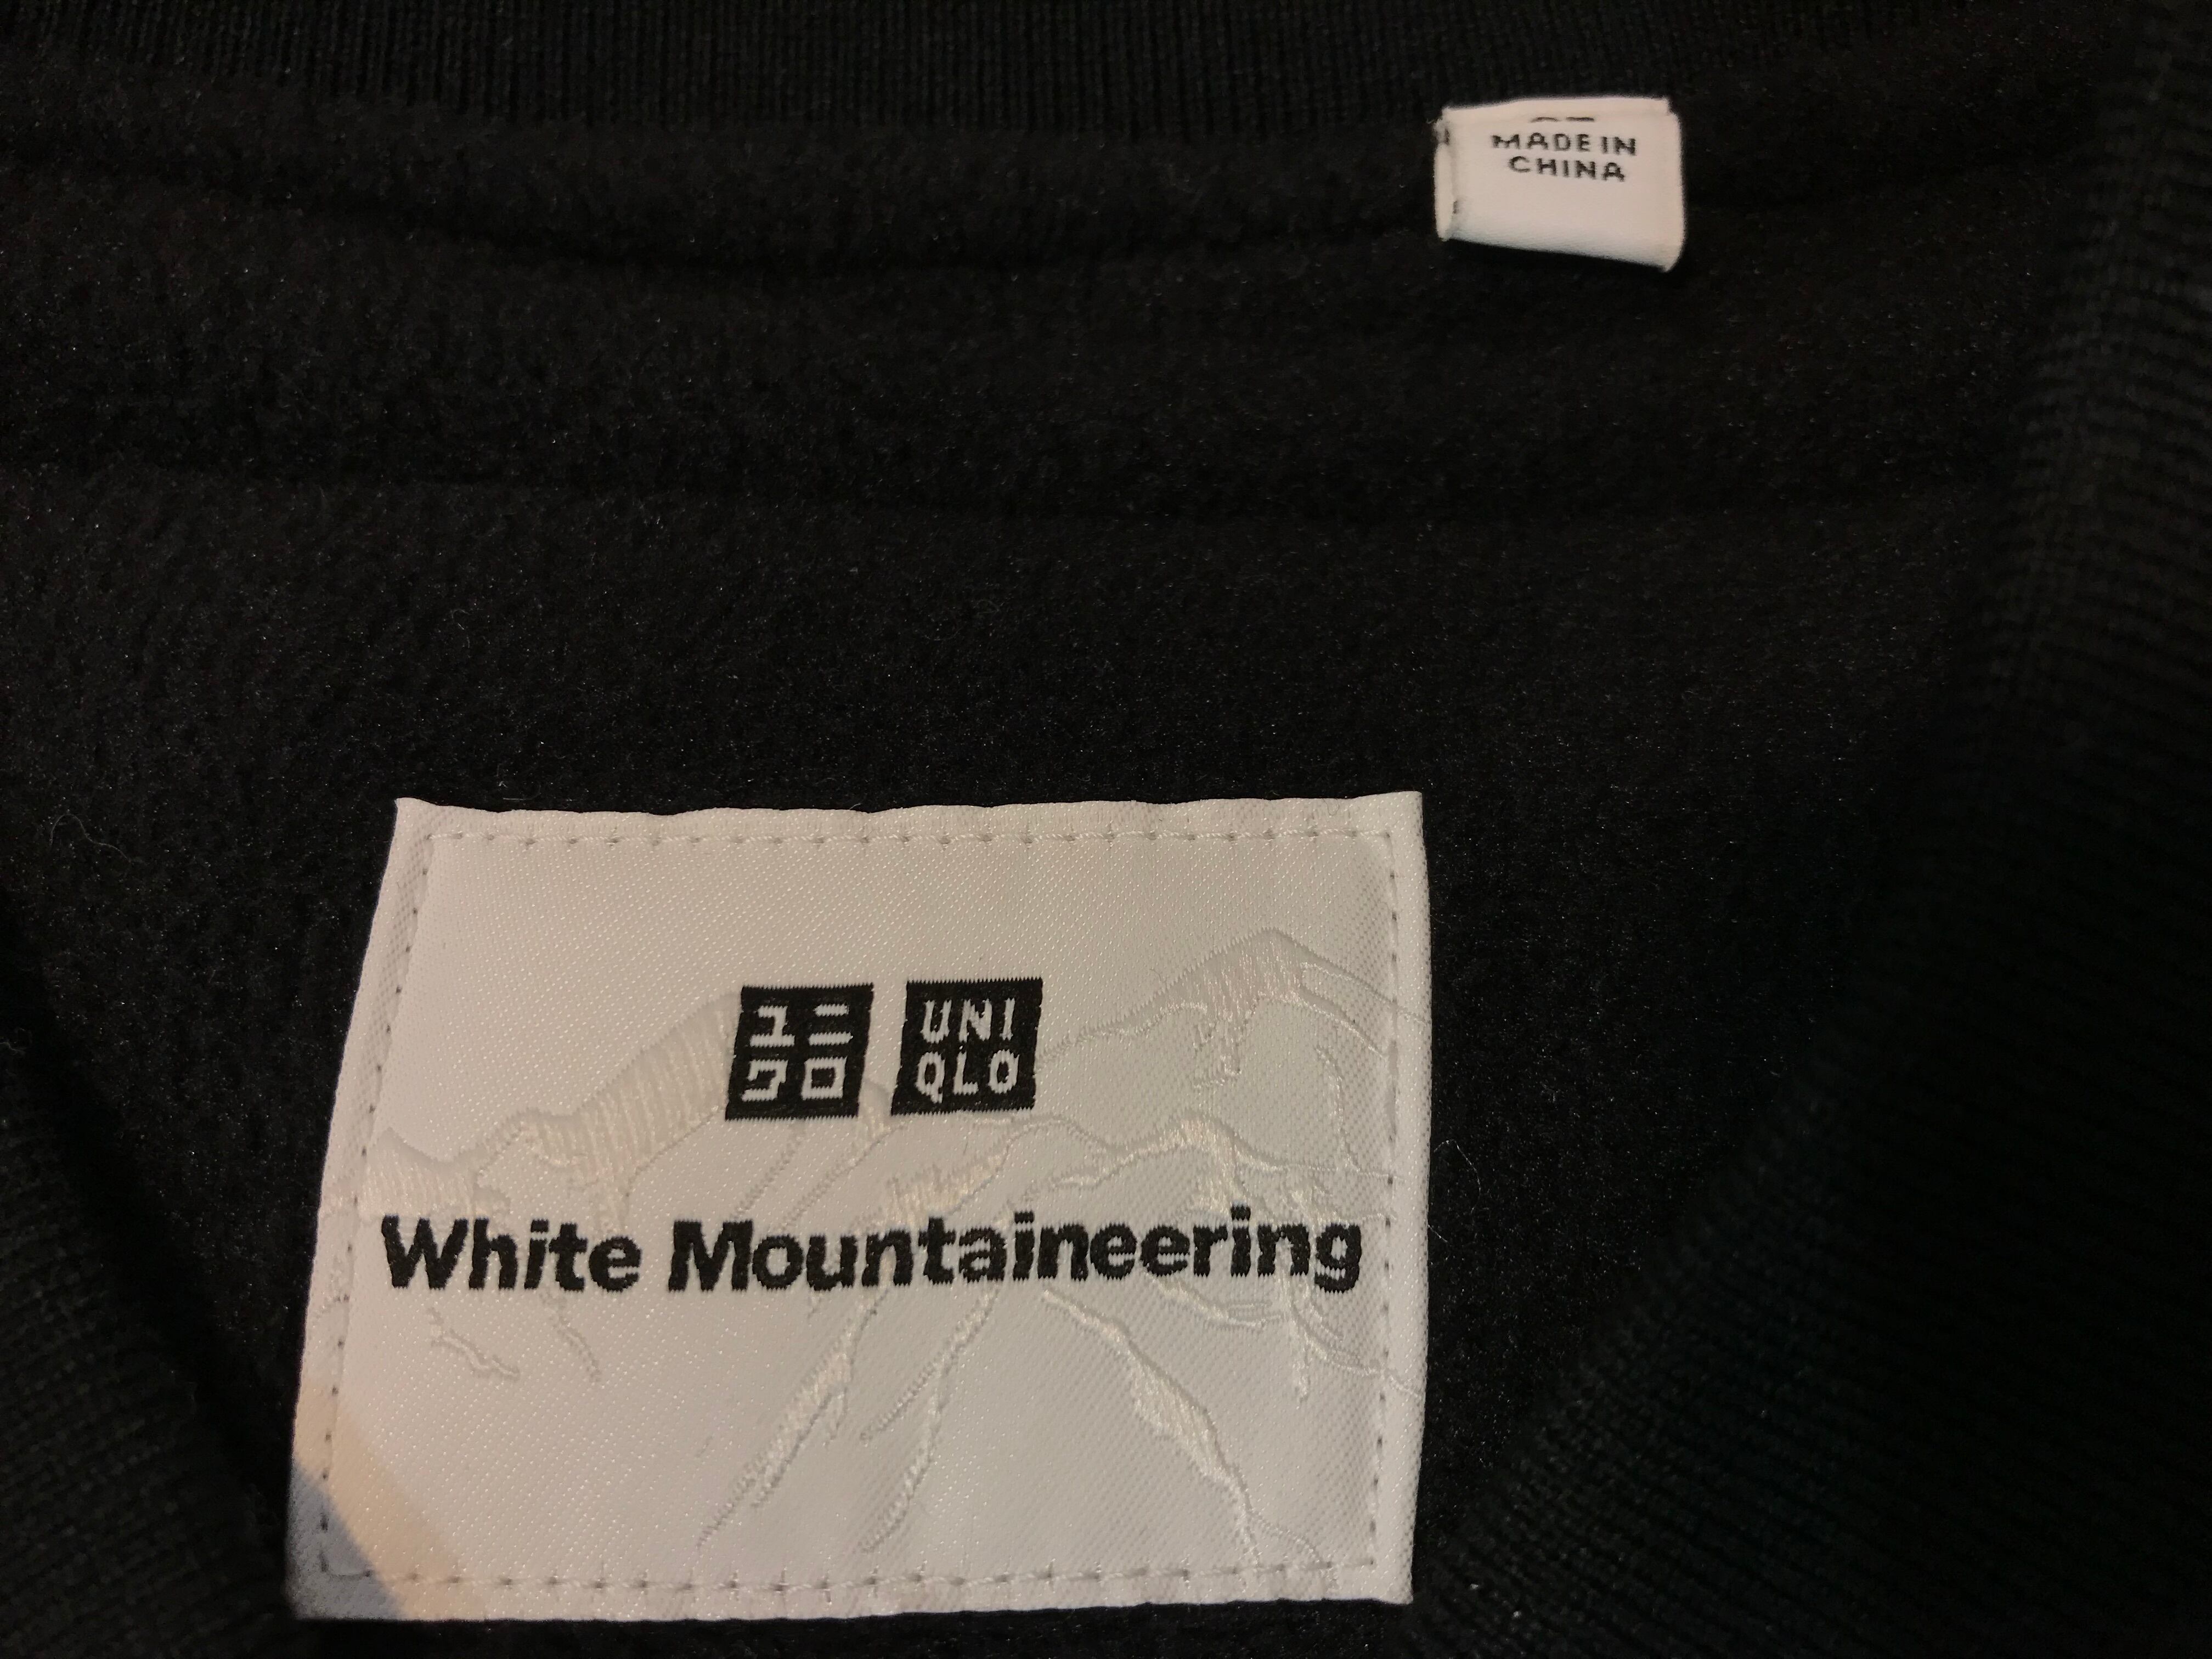 MADE IN
CHINA
ユニ
クロ
UNI
QLO
White Mountaineering